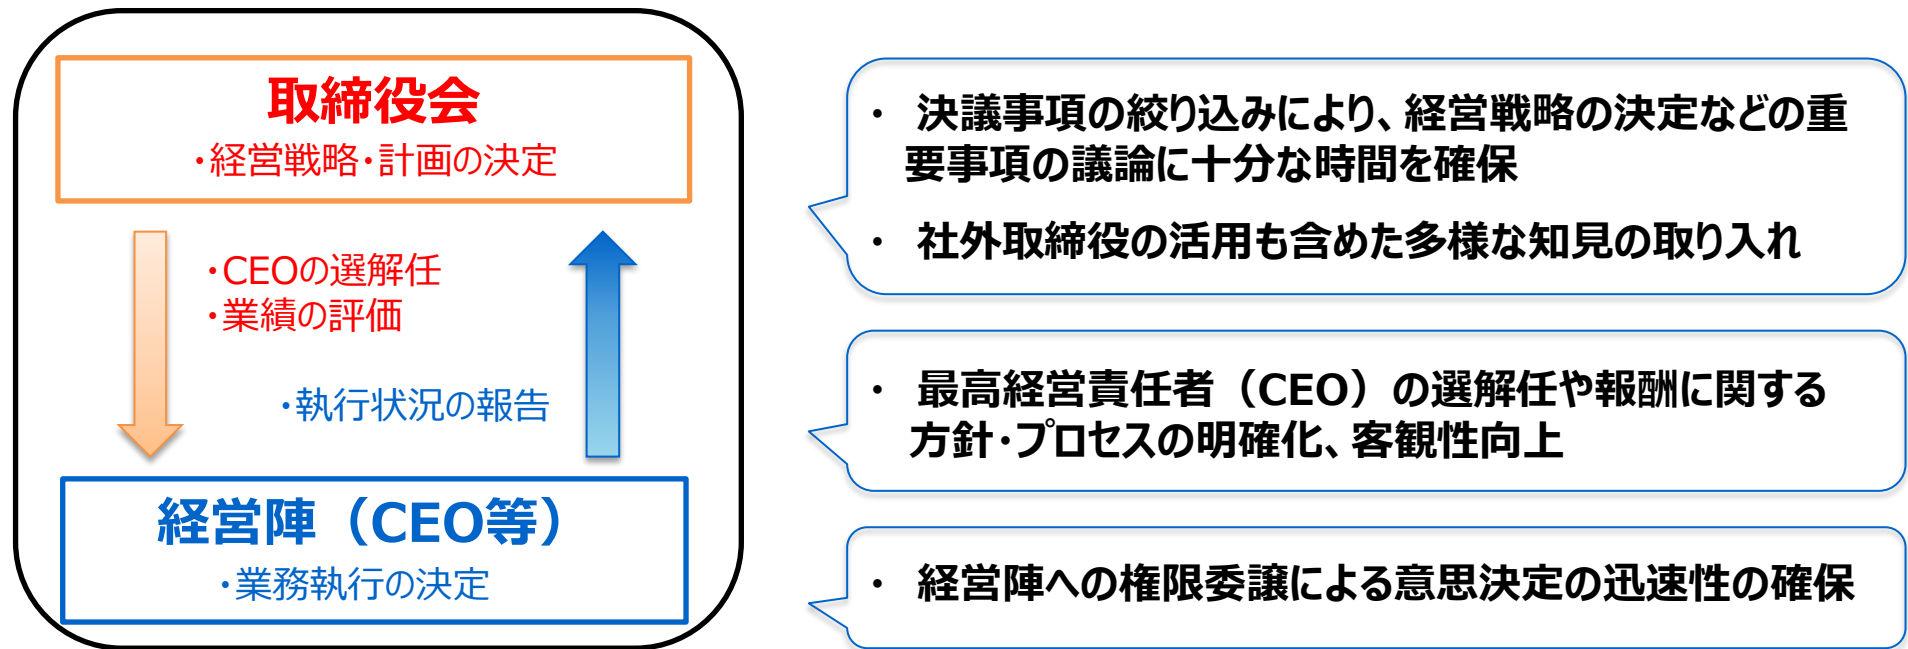 取締役会
・経営戦略・計画の決定
・CEOの選解任
・業績の評価
・執行状況の報告
経営陣（CEO等）
・業務執行の決定
・ 決議事項の絞り込みにより、経営戦略の決定などの重
要事項の議論に十分な時間を確保
・ 社外取締役の活用も含めた多様な知見の取り入れ
・ 最高経営責任者（CEO）の選解任や報酬に関する
方針・プロセスの明確化、客観性向上
・ 経営陣への権限委譲による意思決定の迅速性の確保